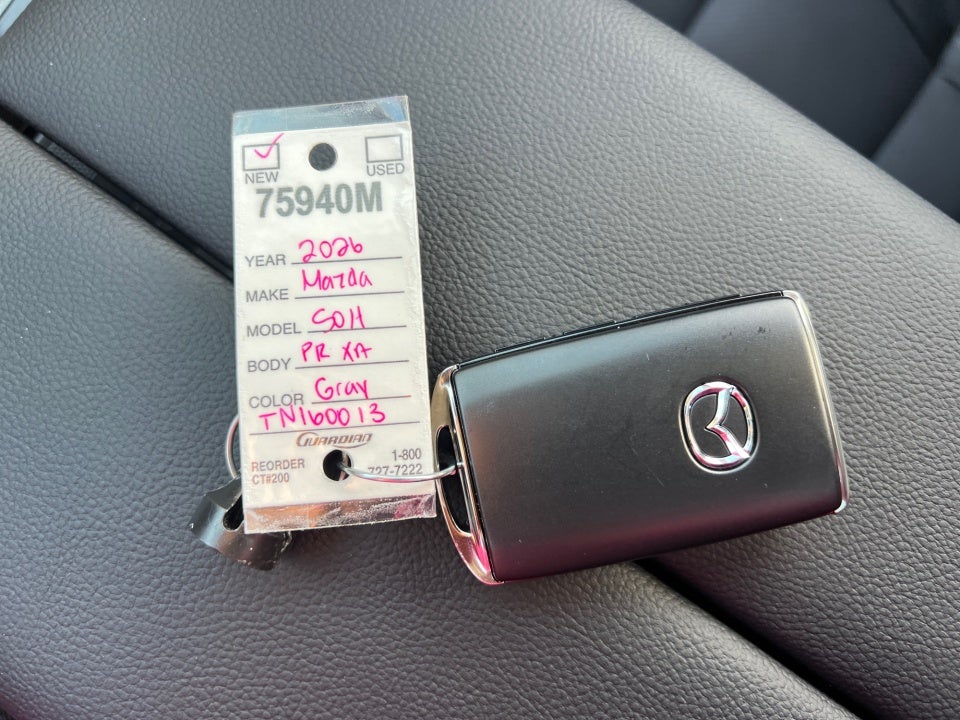 NEW USED
75940M
YEAR 2026
MAKE Mazda
MODEL 50H
BODY PR XA
COLOR Gray
TN160013
GUARDIAN
REORDER 1-800
CT#200 727-7222